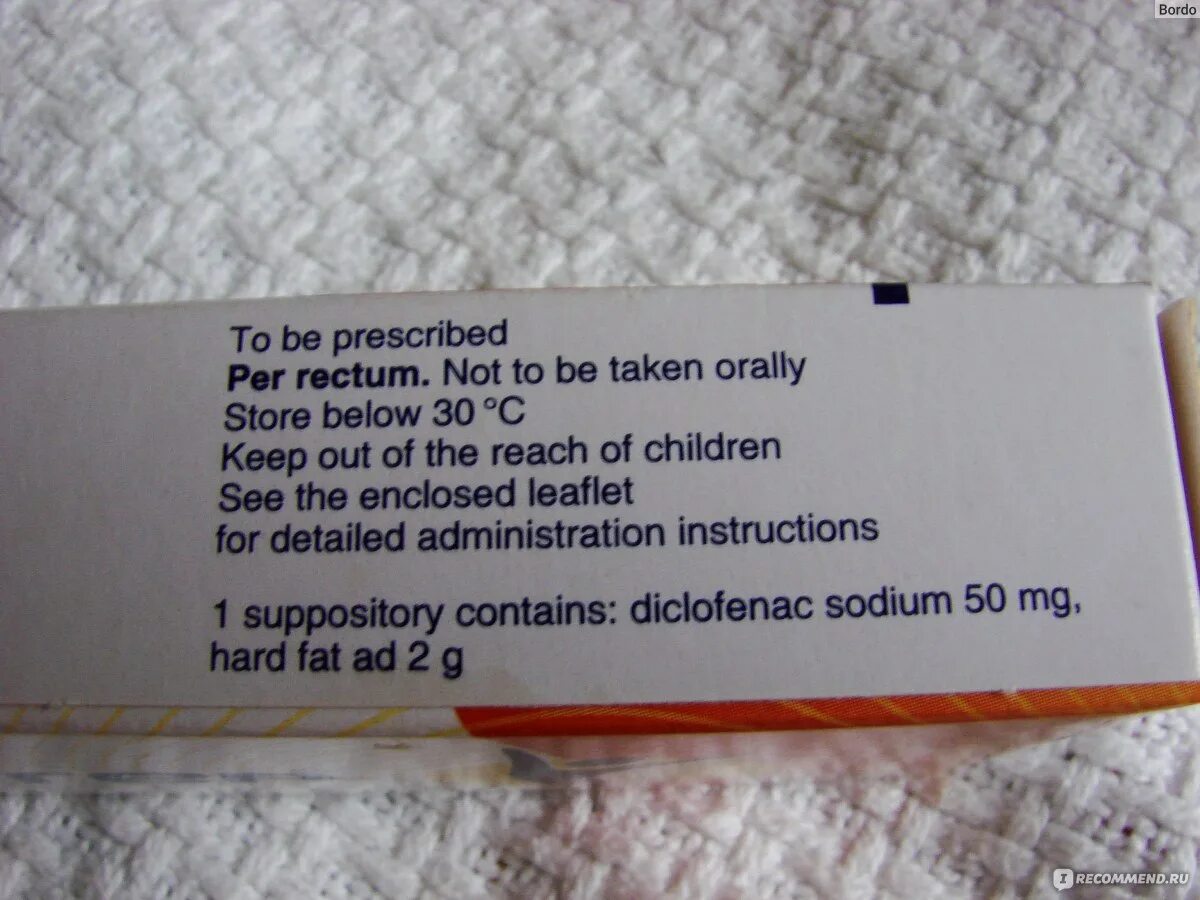 Bordo
To be prescribed
Per rectum. Not to be taken orally
Store below 30 °C
Keep out of the reach of children
See the enclosed leaflet
for detailed administration instructions
1 suppository contains: diclofenac sodium 50 mg,
hard fat ad 2 g
IRECOMMEND.RU